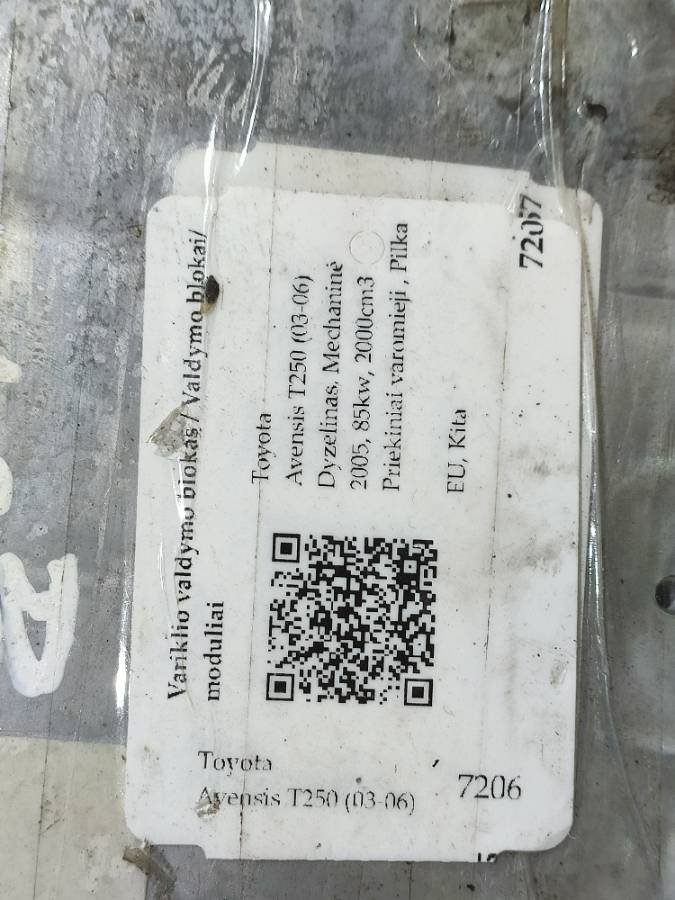 Variklio valdymo blokas / Valdymo blokai/
moduliai
Toyota
Avensis T250 (03-06)
Dyzelinas, Mechaninė
2005, 85kw, 2000cm3
Priekiniai varomieji , Pilka
EU, Kita
Toyota
Avensis T250 (03-06)
7206